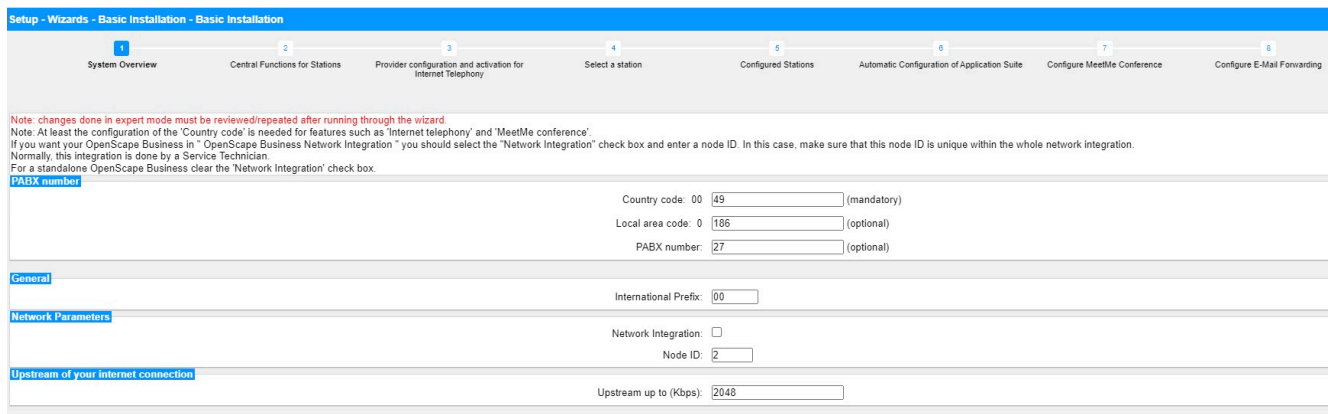 Setup - Wizards - Basic Installation - Basic Installation
1
System Overview
2
Central Functions for Stations
3
Provider configuration and activation for
Internet Telephony
4
Select a station
5
Configured Stations
6
Automatic Configuration of Application Suite
7
Configure MeetMe Conference
8
Configure E-Mail Forwarding
Note: changes done in expert mode must be reviewed/repeated after running through the wizard.
Note: At least the configuration of the 'Country code' is needed for features such as 'Internet telephony' and 'MeetMe conference'.
If you want your OpenScape Business in " OpenScape Business Network Integration " you should select the "Network Integration" check box and enter a node ID. In this case, make sure that this node ID is unique within the whole network integration.
Normally, this integration is done by a Service Technician.
For a standalone OpenScape Business clear the 'Network Integration' check box.
PABX number
Country code: 00 49 (mandatory)
Local area code: 0 186 (optional)
PABX number: 27 (optional)
General
International Prefix: 00
Network Parameters
Network Integration:
Node ID: 2
Upstream of your internet connection
Upstream up to (Kbps): 2048